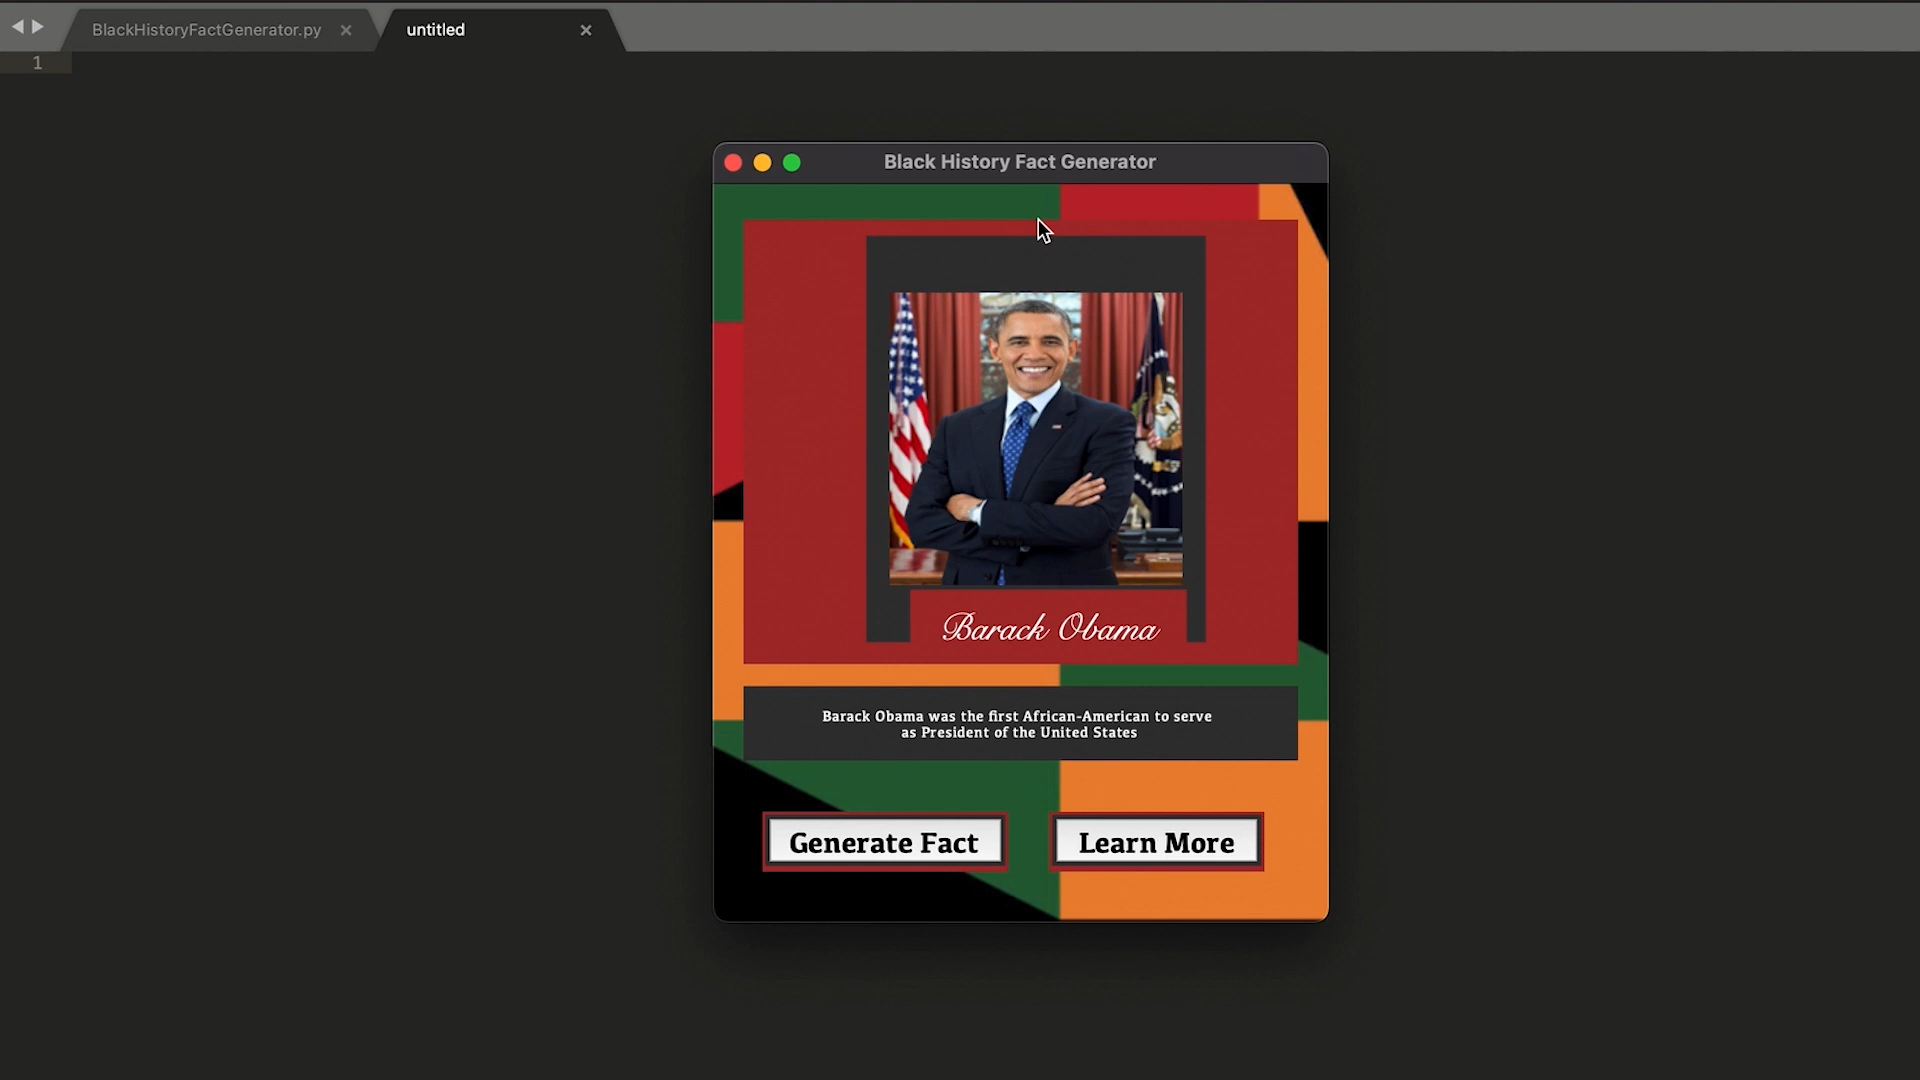 BlackHistoryFactGenerator.py
untitled
1
Black History Fact Generator
Barack Obama
Barack Obama was the first African-American to serve
as President of the United States
Generate Fact
Learn More